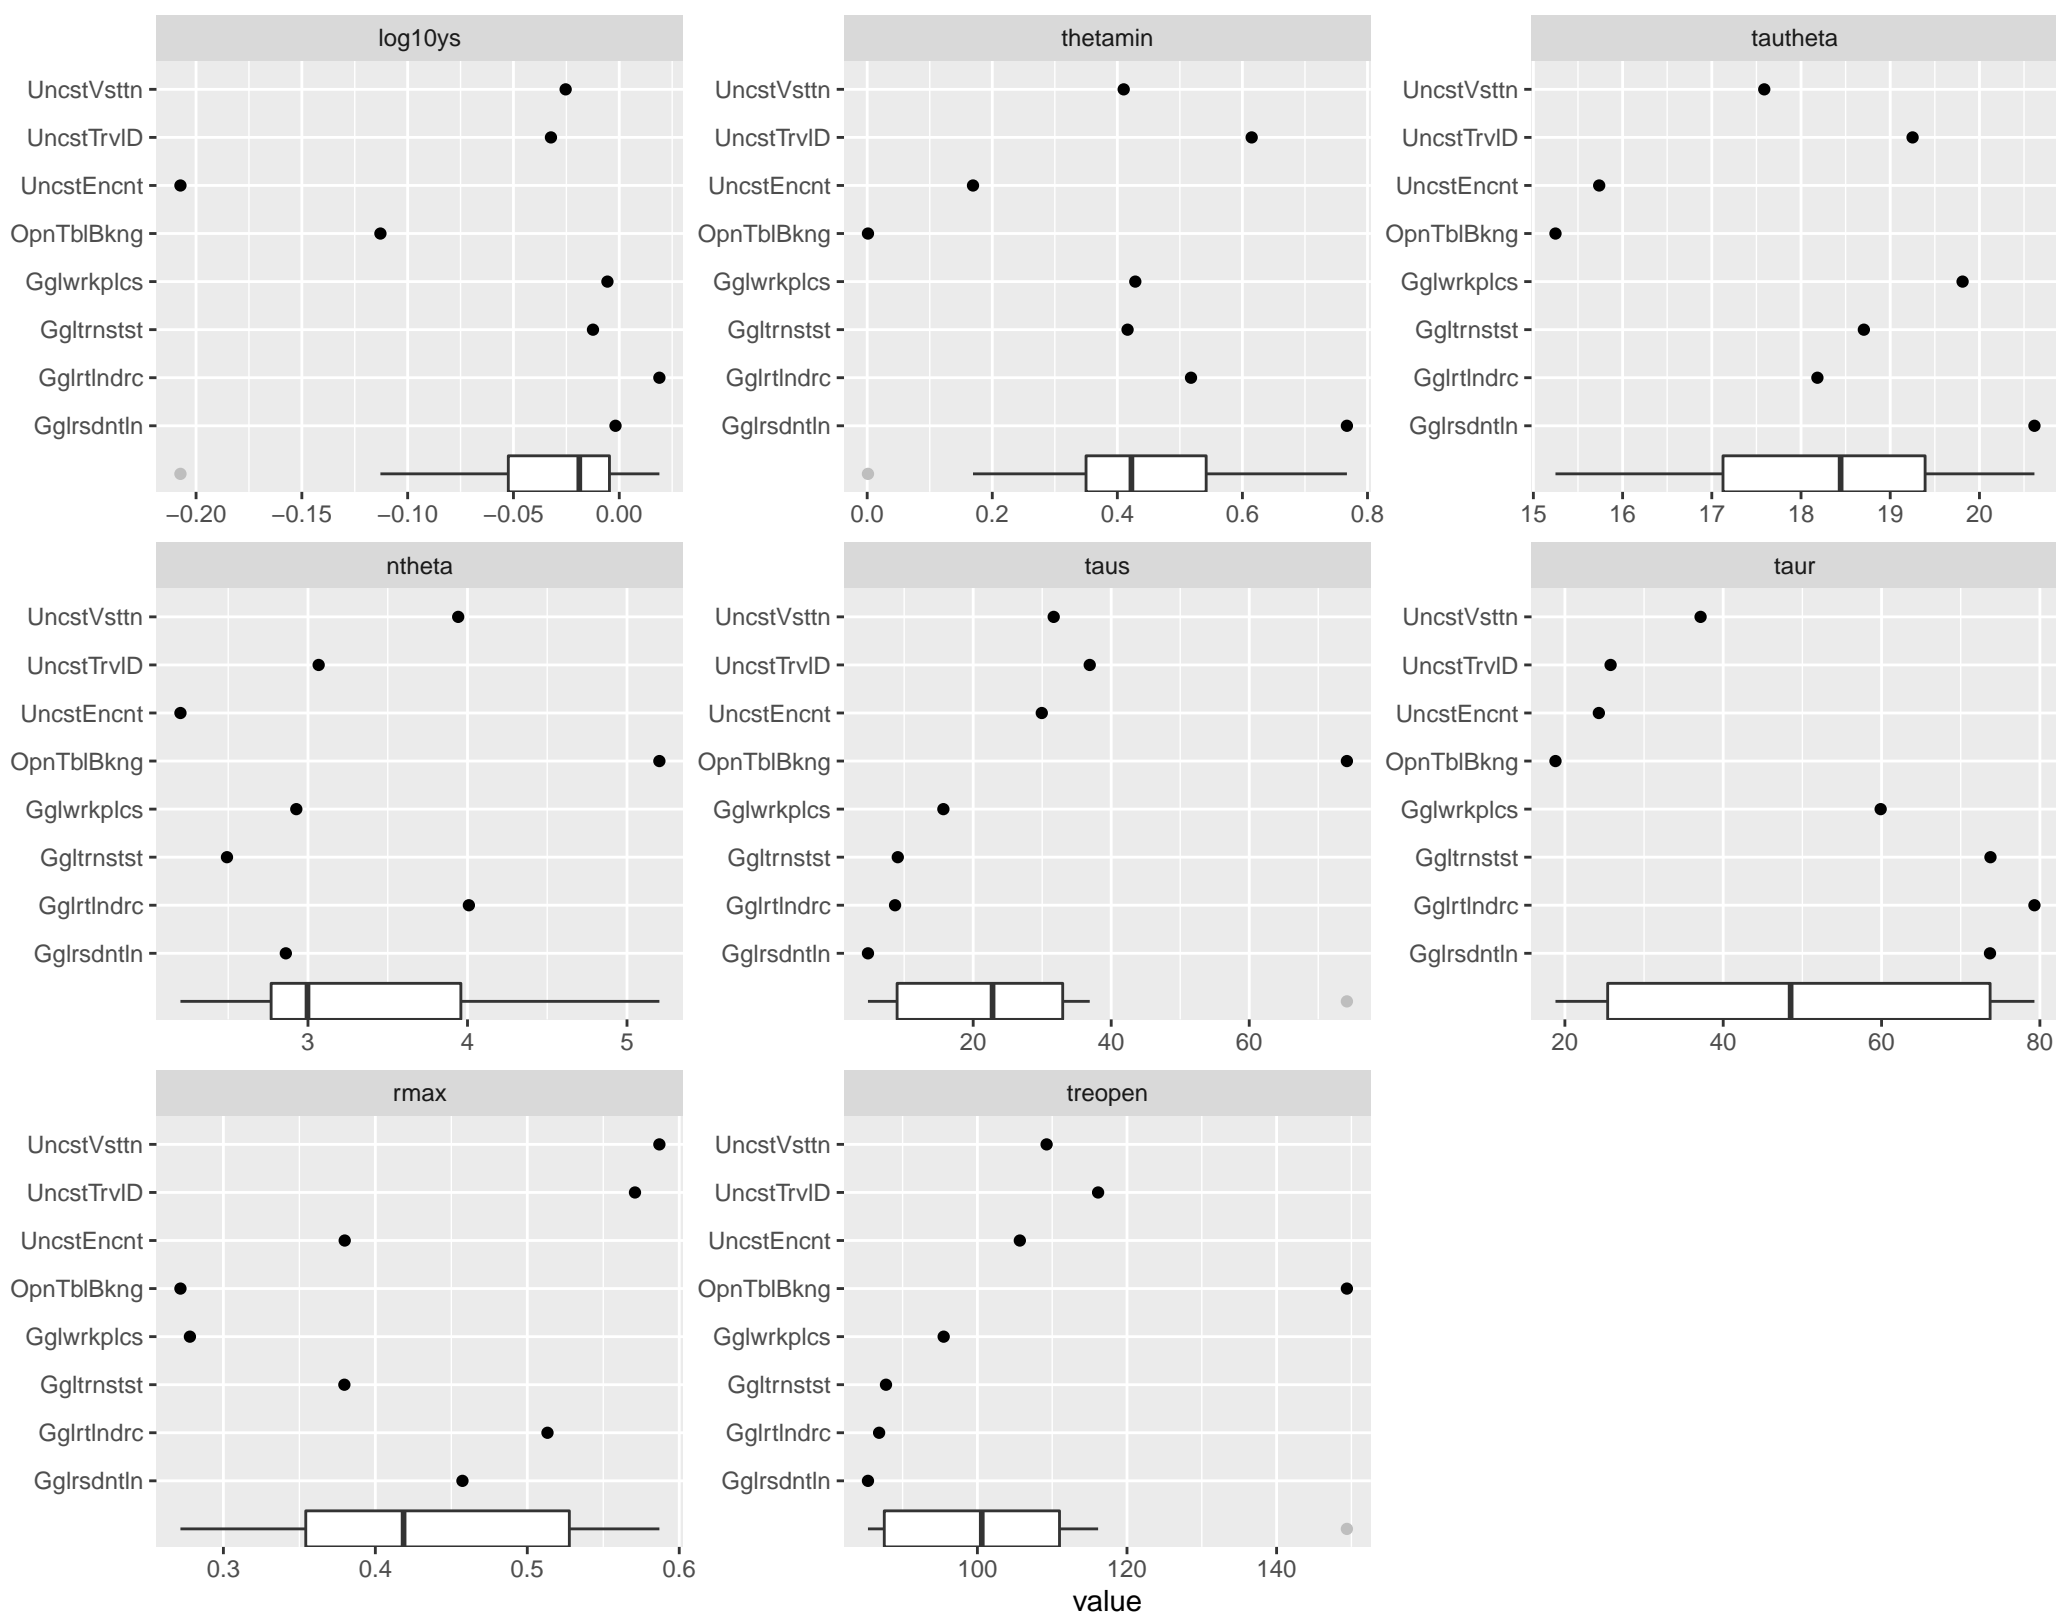 log10ys
thetamin
tautheta
UncstVsttn
UncstTrvlD
UncstEncnt
OpnTblBkng
Gglwrkplcs
Ggltrnstst
Gglrtlndrc
Gglrsdntln
−0.20 −0.15 −0.10 −0.05 0.00
UncstVsttn
UncstTrvlD
UncstEncnt
OpnTblBkng
Gglwrkplcs
Ggltrnstst
Gglrtlndrc
Gglrsdntln
0.0 0.2 0.4 0.6 0.8
UncstVsttn
UncstTrvlD
UncstEncnt
OpnTblBkng
Gglwrkplcs
Ggltrnstst
Gglrtlndrc
Gglrsdntln
15 16 17 18 19 20
ntheta
taus
taur
UncstVsttn
UncstTrvlD
UncstEncnt
OpnTblBkng
Gglwrkplcs
Ggltrnstst
Gglrtlndrc
Gglrsdntln
3 4 5
UncstVsttn
UncstTrvlD
UncstEncnt
OpnTblBkng
Gglwrkplcs
Ggltrnstst
Gglrtlndrc
Gglrsdntln
20 40 60
UncstVsttn
UncstTrvlD
UncstEncnt
OpnTblBkng
Gglwrkplcs
Ggltrnstst
Gglrtlndrc
Gglrsdntln
20 40 60 80
rmax
treopen
UncstVsttn
UncstTrvlD
UncstEncnt
OpnTblBkng
Gglwrkplcs
Ggltrnstst
Gglrtlndrc
Gglrsdntln
0.3 0.4 0.5 0.6
UncstVsttn
UncstTrvlD
UncstEncnt
OpnTblBkng
Gglwrkplcs
Ggltrnstst
Gglrtlndrc
Gglrsdntln
100 120 140
value